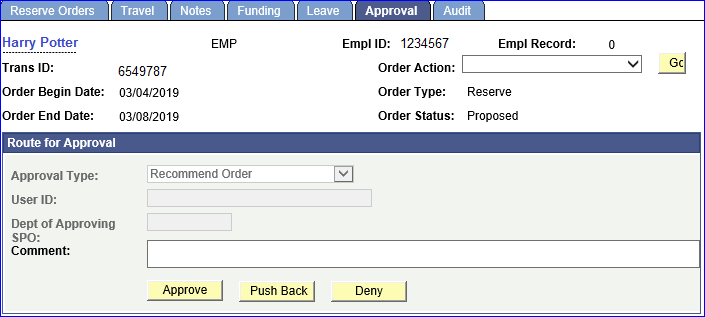 Reserve Orders Travel Notes Funding Leave Approval Audit
Harry Potter EMP Empl ID: 1234567 Empl Record: 0
Trans ID: 6549787 Order Action: Go
Order Begin Date: 03/04/2019 Order Type: Reserve
Order End Date: 03/08/2019 Order Status: Proposed
Route for Approval
Approval Type: Recommend Order
User ID:
Dept of Approving
SPO:
Comment:
Approve Push Back Deny